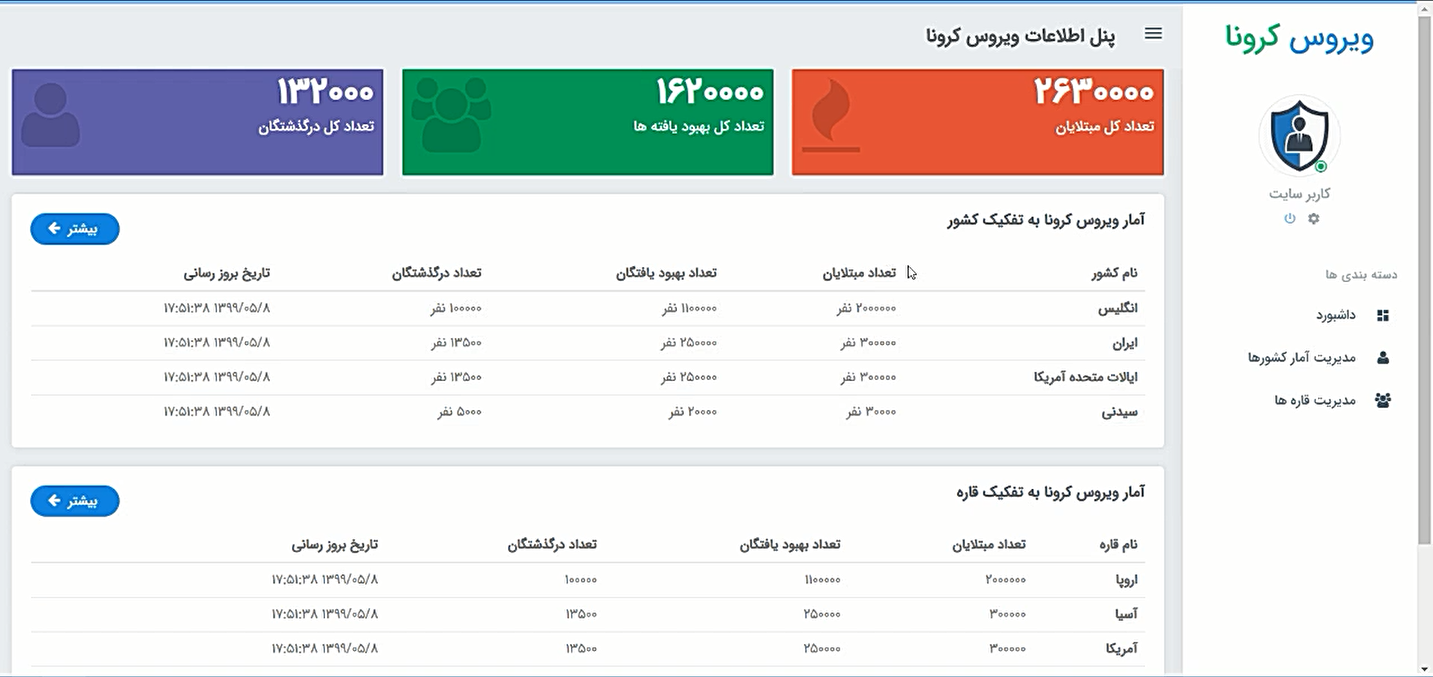 ویروس کرونا
کاربر سایت
دسته بندی ها
داشبورد
مدیریت آمار کشورها
مدیریت قاره ها
پنل اطلاعات ویروس کرونا
۲۶۳۰۰۰۰
تعداد کل مبتلایان
۱۶۲۰۰۰۰
تعداد کل بهبود یافته ها
۱۳۲۰۰۰
تعداد کل درگذشتگان
آمار ویروس کرونا به تفکیک کشور
بیشتر
نام کشور تعداد مبتلایان تعداد بهبود یافتگان تعداد درگذشتگان تاریخ بروز رسانی
انگلیس ۲۰۰۰۰۰۰ نفر ۱۱۰۰۰۰۰ نفر ۱۰۰۰۰۰ نفر ۱۳۹۹/۰۵/۸ ۱۷:۵۱:۳۸
ایران ۳۰۰۰۰۰ نفر ۲۵۰۰۰۰ نفر ۱۳۵۰۰ نفر ۱۳۹۹/۰۵/۸ ۱۷:۵۱:۳۸
ایالات متحده آمریکا ۳۰۰۰۰۰ نفر ۲۵۰۰۰۰ نفر ۱۳۵۰۰ نفر ۱۳۹۹/۰۵/۸ ۱۷:۵۱:۳۸
سیدنی ۳۰۰۰۰ نفر ۲۰۰۰۰ نفر ۵۰۰۰ نفر ۱۳۹۹/۰۵/۸ ۱۷:۵۱:۳۸
آمار ویروس کرونا به تفکیک قاره
بیشتر
نام قاره تعداد مبتلایان تعداد بهبود یافتگان تعداد درگذشتگان تاریخ بروز رسانی
اروپا ۲۰۰۰۰۰۰ ۱۱۰۰۰۰۰ ۱۰۰۰۰۰ ۱۳۹۹/۰۵/۸ ۱۷:۵۱:۳۸
آسیا ۳۰۰۰۰۰ ۲۵۰۰۰۰ ۱۳۵۰۰ ۱۳۹۹/۰۵/۸ ۱۷:۵۱:۳۸
آمریکا ۳۰۰۰۰۰ ۲۵۰۰۰۰ ۱۳۵۰۰ ۱۳۹۹/۰۵/۸ ۱۷:۵۱:۳۸